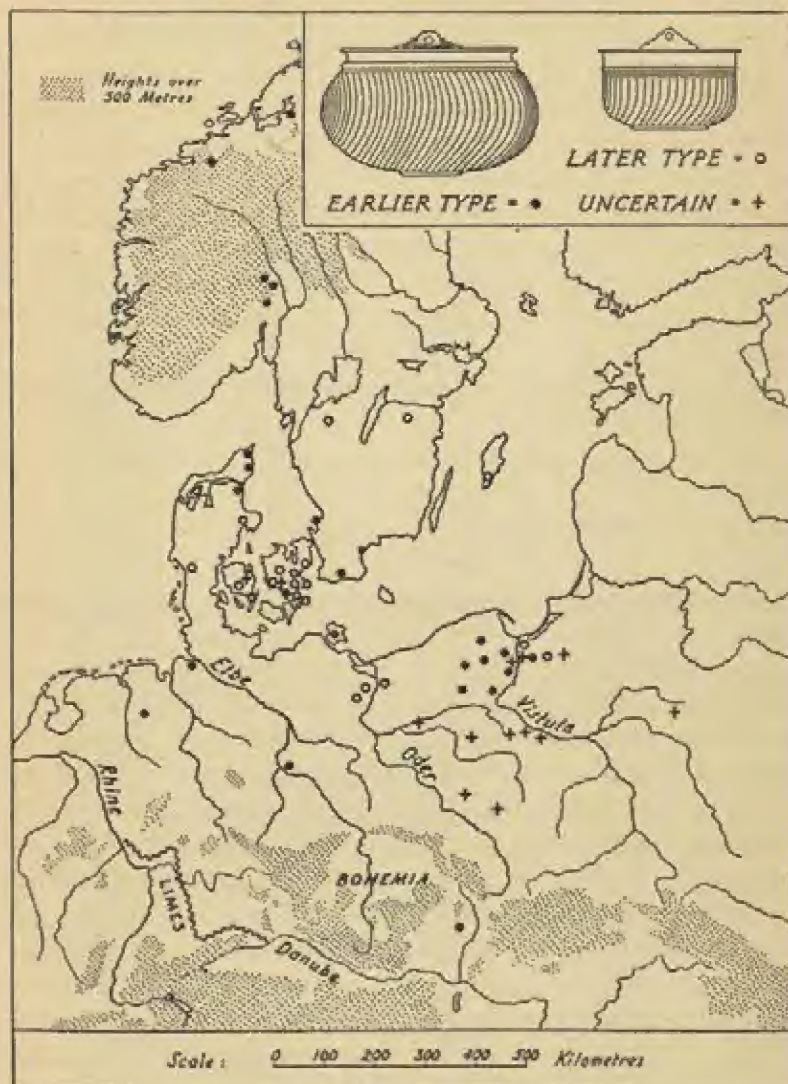 Heights over
500 Metres
LATER TYPE = o
EARLIER TYPE = •
UNCERTAIN = +
Elbe
Vistula
Oder
Rhine
LIMES
BOHEMIA
Danube
Scale : 0 100 200 300 400 500 Kilometres